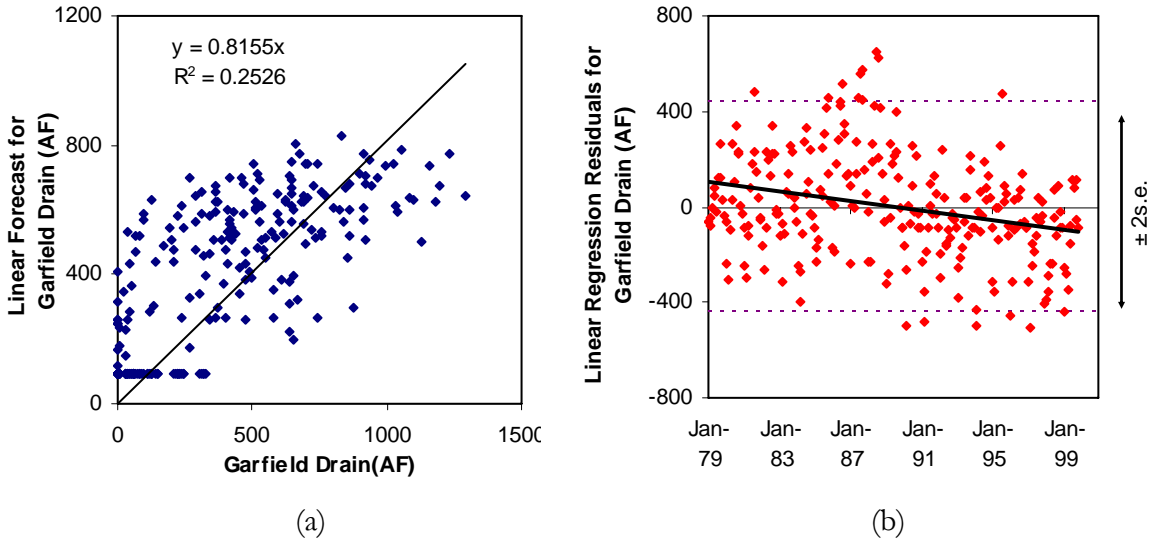 1200
800
400
0
0
500
1000
1500
y = 0.8155x
R² = 0.2526
Linear Forecast for
Garfield Drain (AF)
Garfield Drain(AF)
(a)
800
400
0
-400
-800
Jan-
79
Jan-
83
Jan-
87
Jan-
91
Jan-
95
Jan-
99
Linear Regression Residuals for
Garfield Drain (AF)
± 2s.e.
(b)